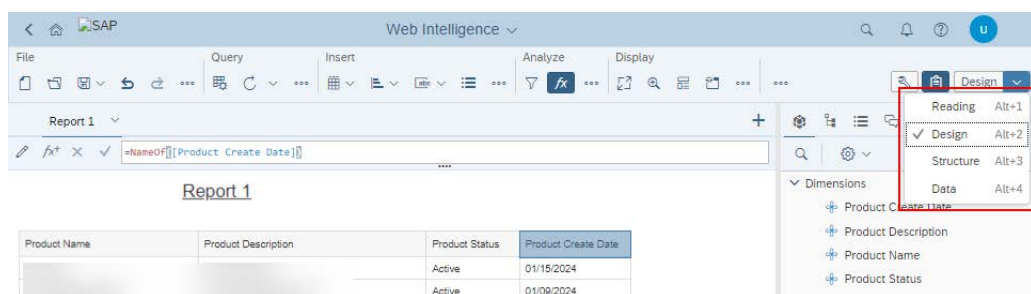 SAP
Web Intelligence
U
File
Query
Insert
Analyze
Display
fx
Design
Report 1
Reading Alt+1
Design Alt+2
Structure Alt+3
Data Alt+4
fx+
=NameOf([Product Create Date])
Report 1
Dimensions
Product Create Date
Product Description
Product Name
Product Status
Product Name Product Description Product Status Product Create Date
Active 01/15/2024
Active 01/09/2024